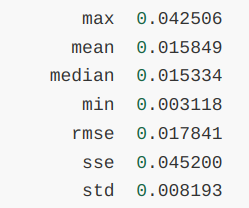 max 0.042506
mean 0.015849
median 0.015334
min 0.003118
rmse 0.017841
sse 0.045200
std 0.008193